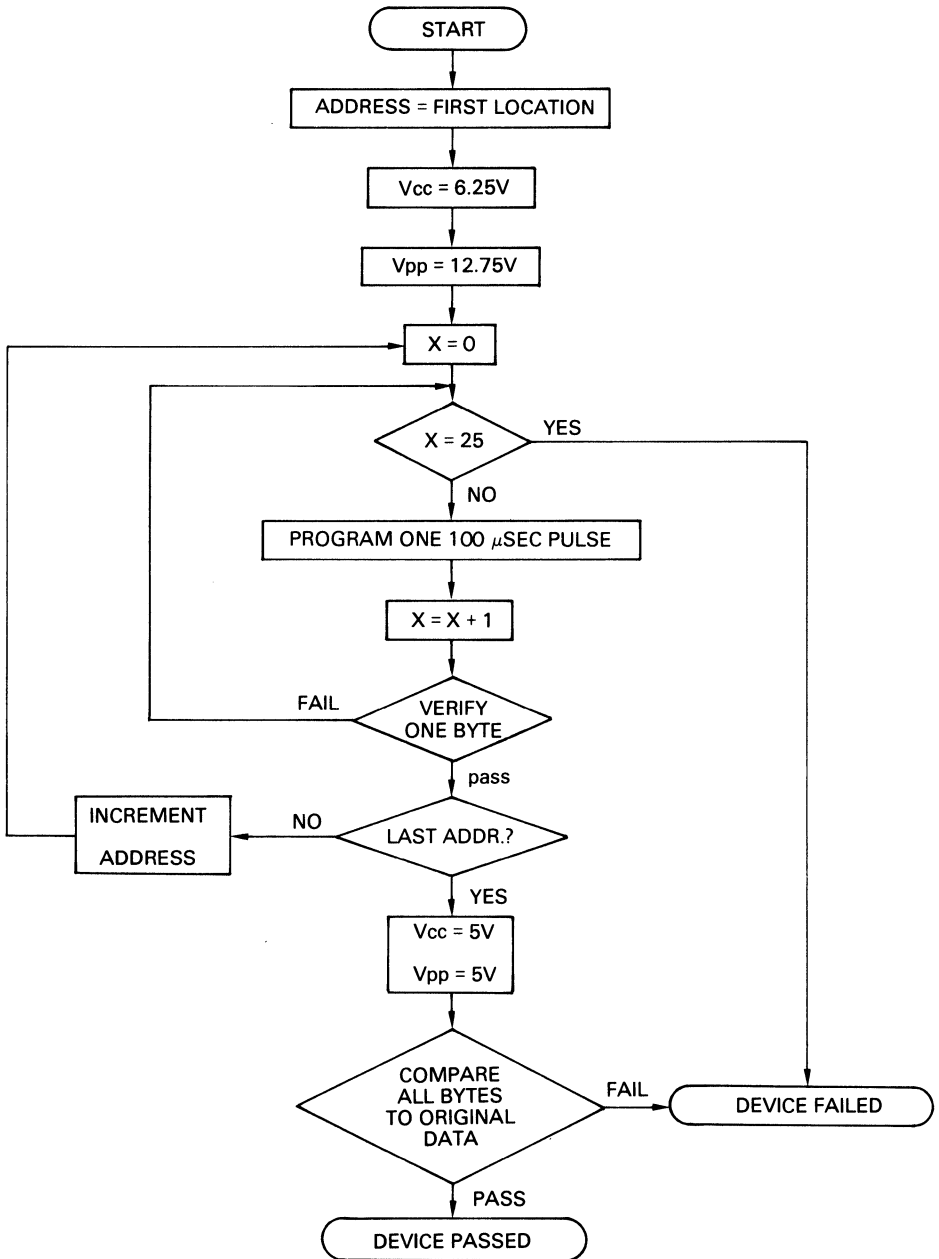 START
ADDRESS = FIRST LOCATION
Vcc = 6.25V
Vpp = 12.75V
X = 0
X = 25
YES
NO
PROGRAM ONE 100 μSEC PULSE
X = X + 1
FAIL
VERIFY
ONE BYTE
pass
INCREMENT
ADDRESS
NO
LAST ADDR.?
YES
Vcc = 5V
Vpp = 5V
COMPARE
ALL BYTES
TO ORIGINAL
DATA
FAIL
DEVICE FAILED
PASS
DEVICE PASSED